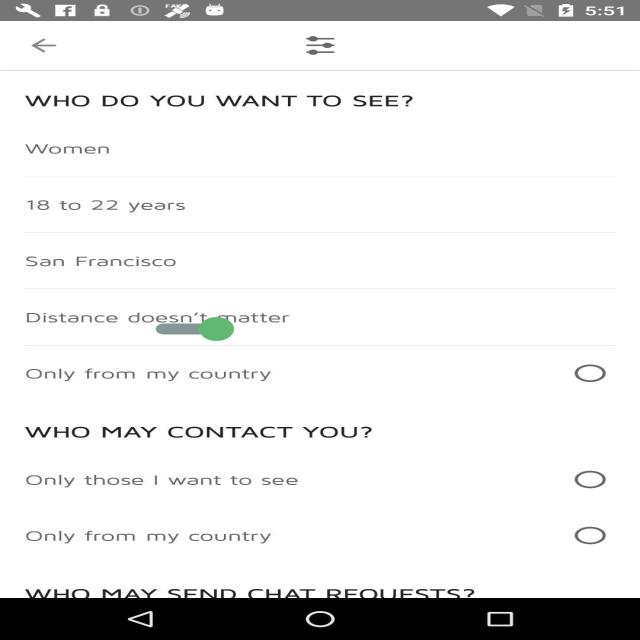 5:51
WHO DO YOU WANT TO SEE?
Women
18 to 22 years
San Francisco
Distance doesn't matter
Only from my country
WHO MAY CONTACT YOU?
Only those I want to see
Only from my country
WHO MAY SEND CHAT REQUESTS?